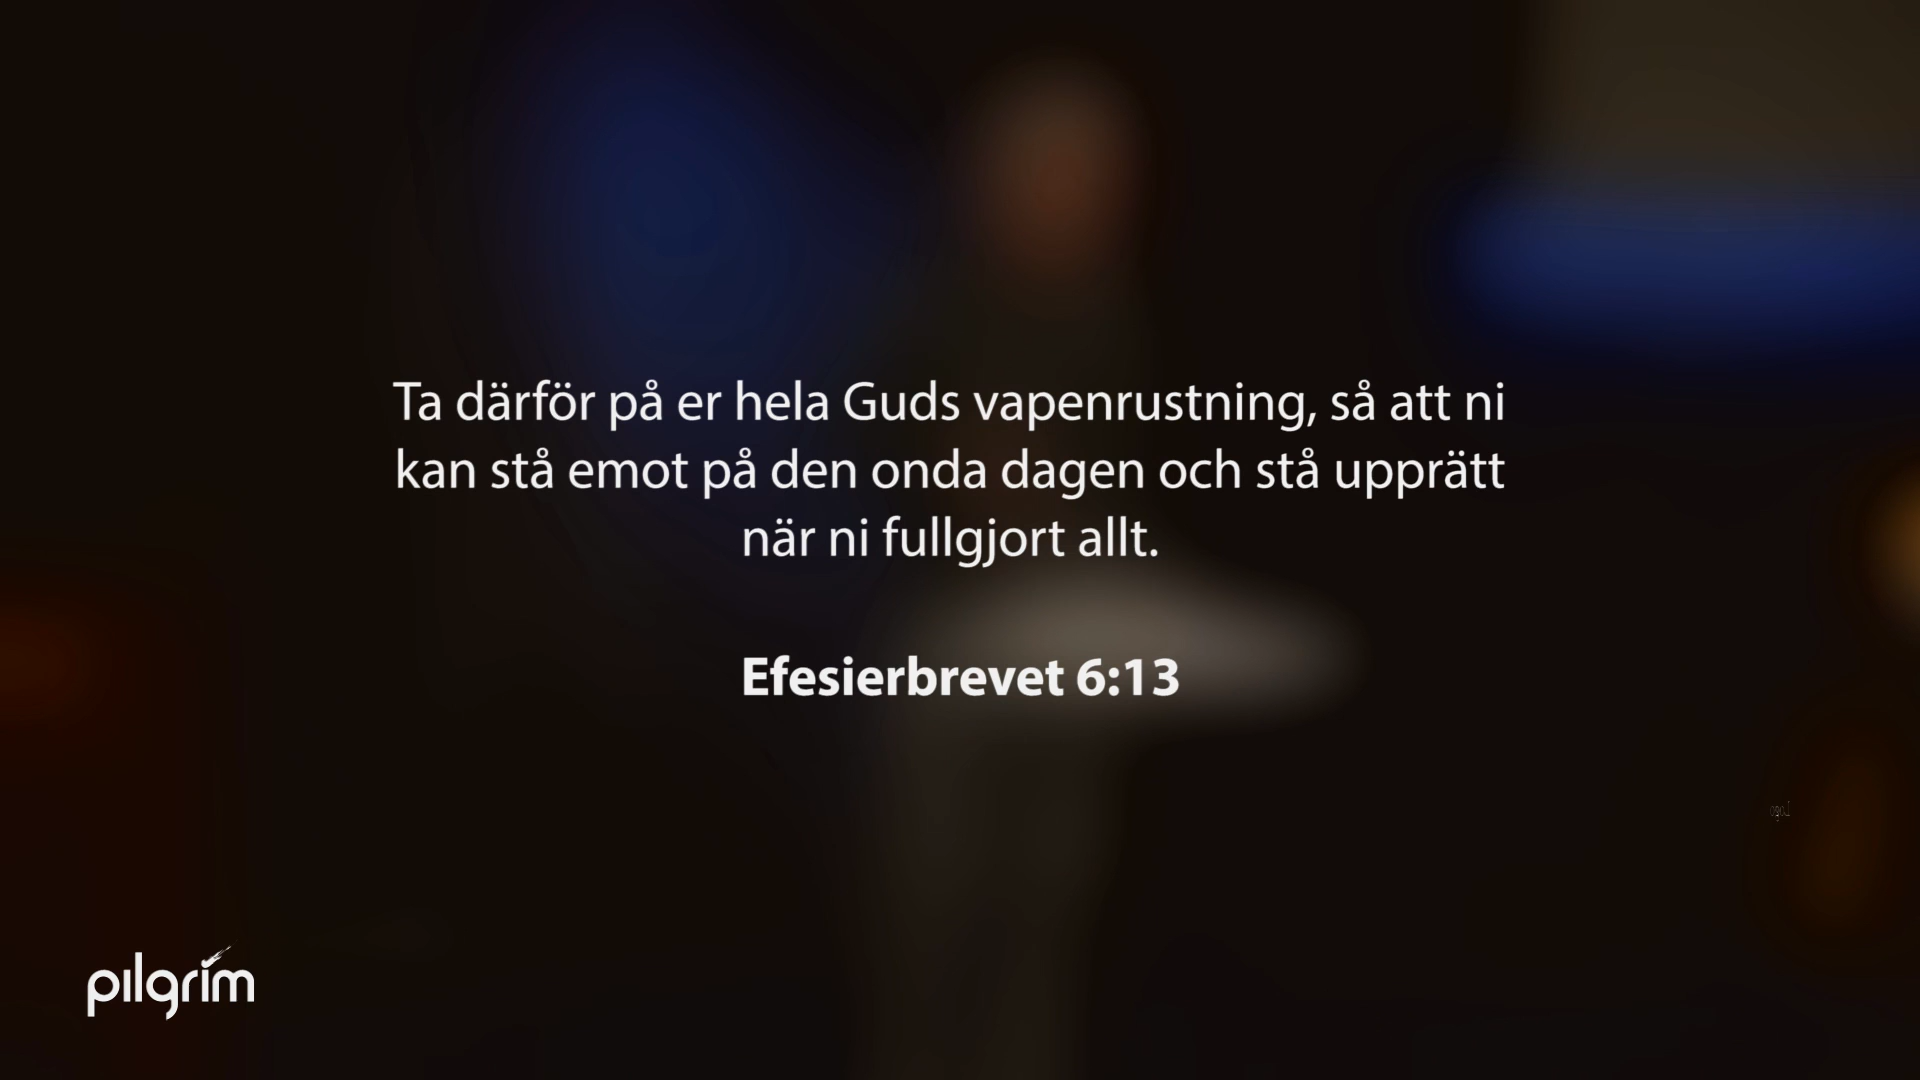 Ta därför på er hela Guds vapenrustning, så att ni
kan stå emot på den onda dagen och stå upprätt
när ni fullgjort allt.
Efesierbrevet 6:13
pilgrim